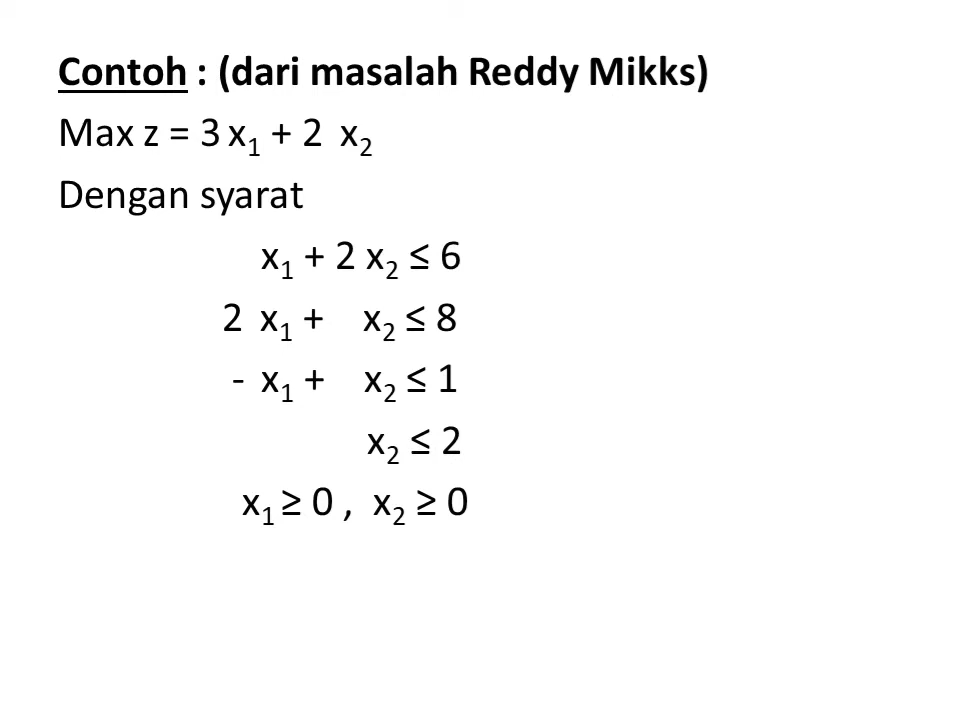 Contoh : (dari masalah Reddy Mikks)
Max z = 3 x₁ + 2 x₂
Dengan syarat
x₁ + 2 x₂ ≤ 6
2 x₁ + x₂ ≤ 8
- x₁ + x₂ ≤ 1
x₂ ≤ 2
x₁ ≥ 0 , x₂ ≥ 0